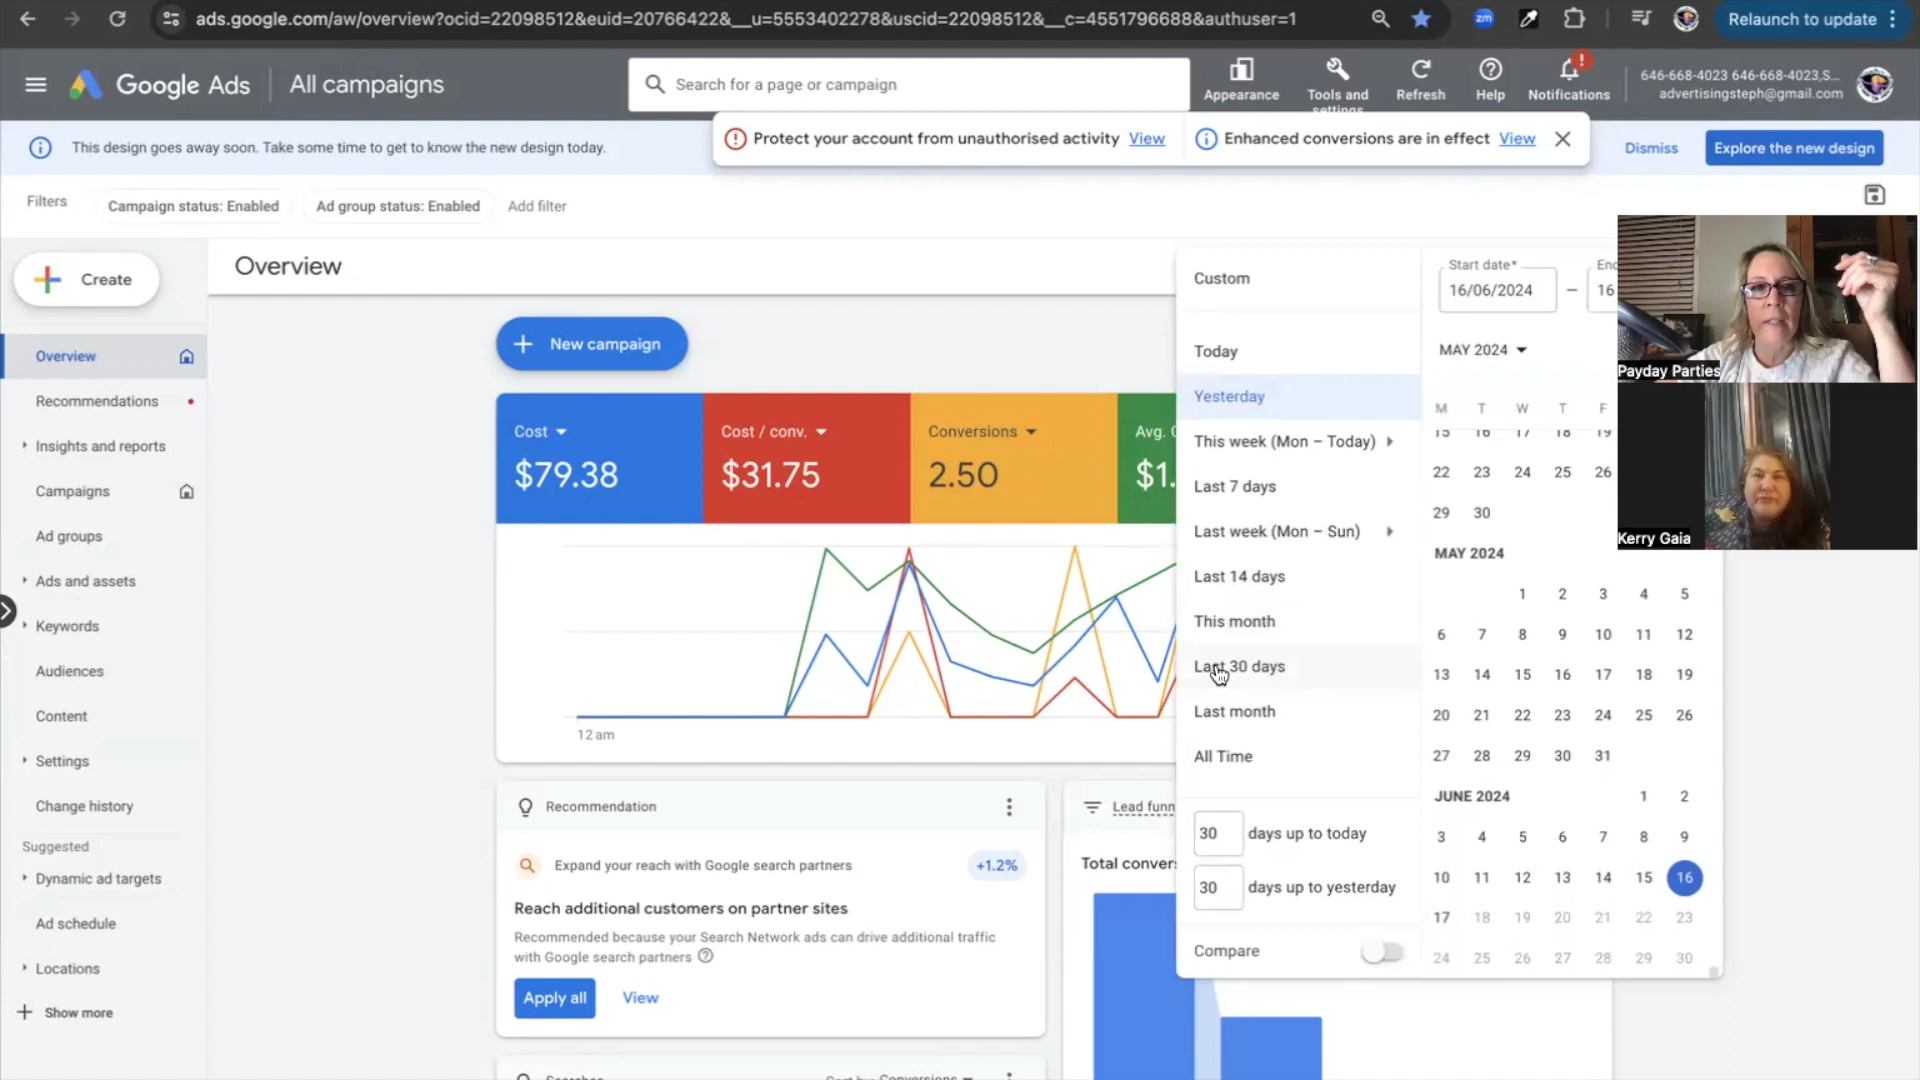 ads.google.com/aw/overview?ocid=22098512&euid=20766422&__u=5553402278&uscid=22098512&__c=4551796688&authuser=1
zm
Relaunch to update
Google Ads
All campaigns
Search for a page or campaign
Appearance
Tools and
settings
Refresh
Help
!
Notifications
646-668-4023 646-668-4023,S...
advertisingsteph@gmail.com
This design goes away soon. Take some time to get to know the new design today.
Protect your account from unauthorised activity View
Enhanced conversions are in effect View
Dismiss
Explore the new design
Filters
Campaign status: Enabled
Ad group status: Enabled
Add filter
Create
Overview
Recommendations
Insights and reports
Campaigns
Ad groups
Ads and assets
Keywords
Audiences
Content
Settings
Change history
Suggested
Dynamic ad targets
Ad schedule
Locations
Show more
Overview
New campaign
Cost
$79.38
Cost / conv.
$31.75
Conversions
2.50
Avg.
$1.
12 am
Recommendation
Expand your reach with Google search partners
+1.2%
Reach additional customers on partner sites
Recommended because your Search Network ads can drive additional traffic
with Google search partners
Apply all
View
Lead funn
Total conver
Custom
Today
Yesterday
This week (Mon – Today)
Last 7 days
Last week (Mon – Sun)
Last 14 days
This month
Last 30 days
Last month
All Time
30 days up to today
30 days up to yesterday
Compare
Start date*
16/06/2024
–
16
MAY 2024
M T W T F
15 16 17 18 19
22 23 24 25 26
29 30
MAY 2024
1 2 3 4 5
6 7 8 9 10 11 12
13 14 15 16 17 18 19
20 21 22 23 24 25 26
27 28 29 30 31
JUNE 2024 1 2
3 4 5 6 7 8 9
10 11 12 13 14 15 16
17 18 19 20 21 22 23
24 25 26 27 28 29 30
Payday Parties
Kerry Gaia